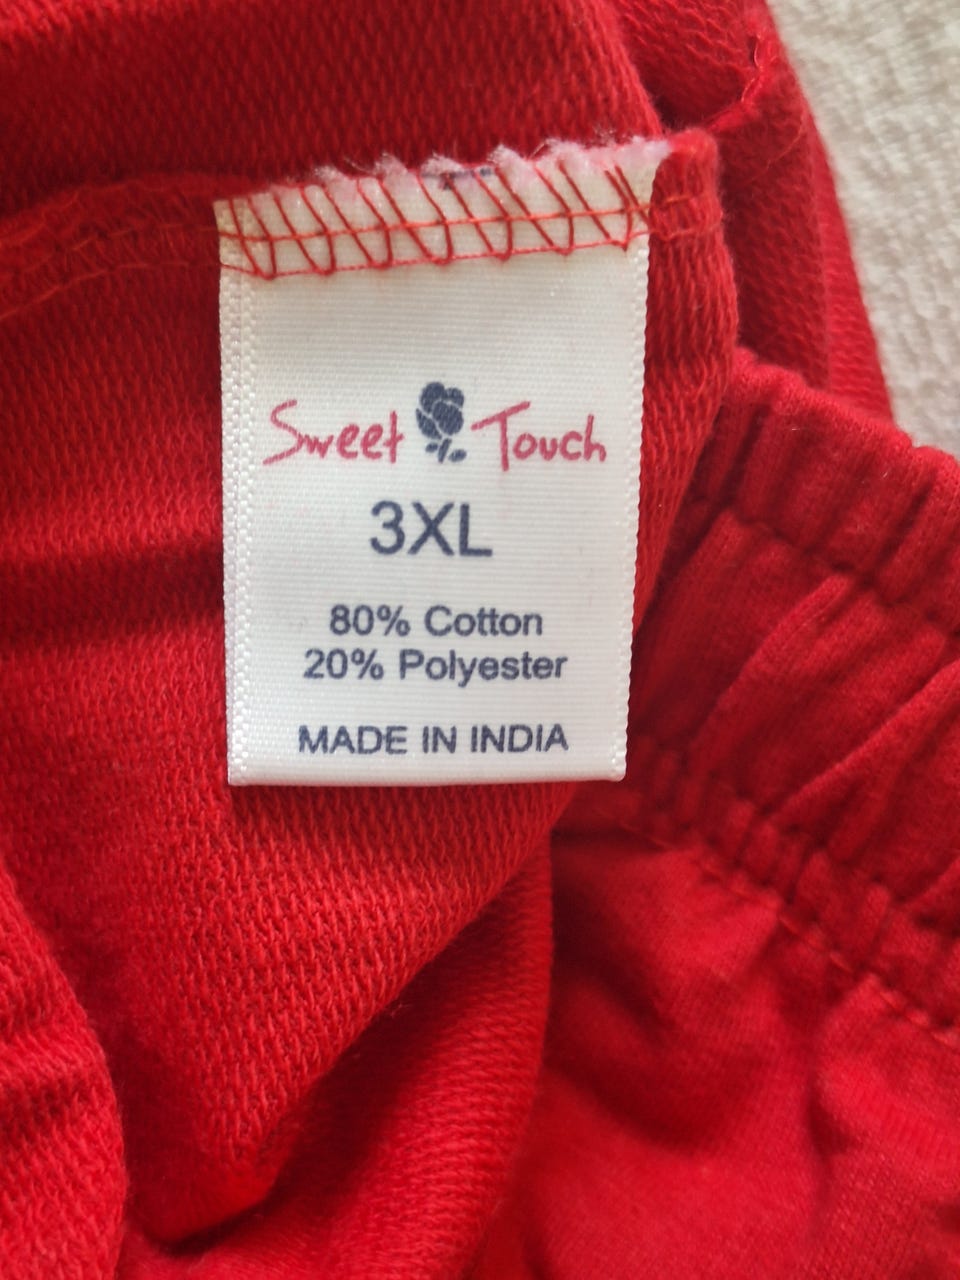 Sweet Touch
3XL
80% Cotton
20% Polyester
MADE IN INDIA